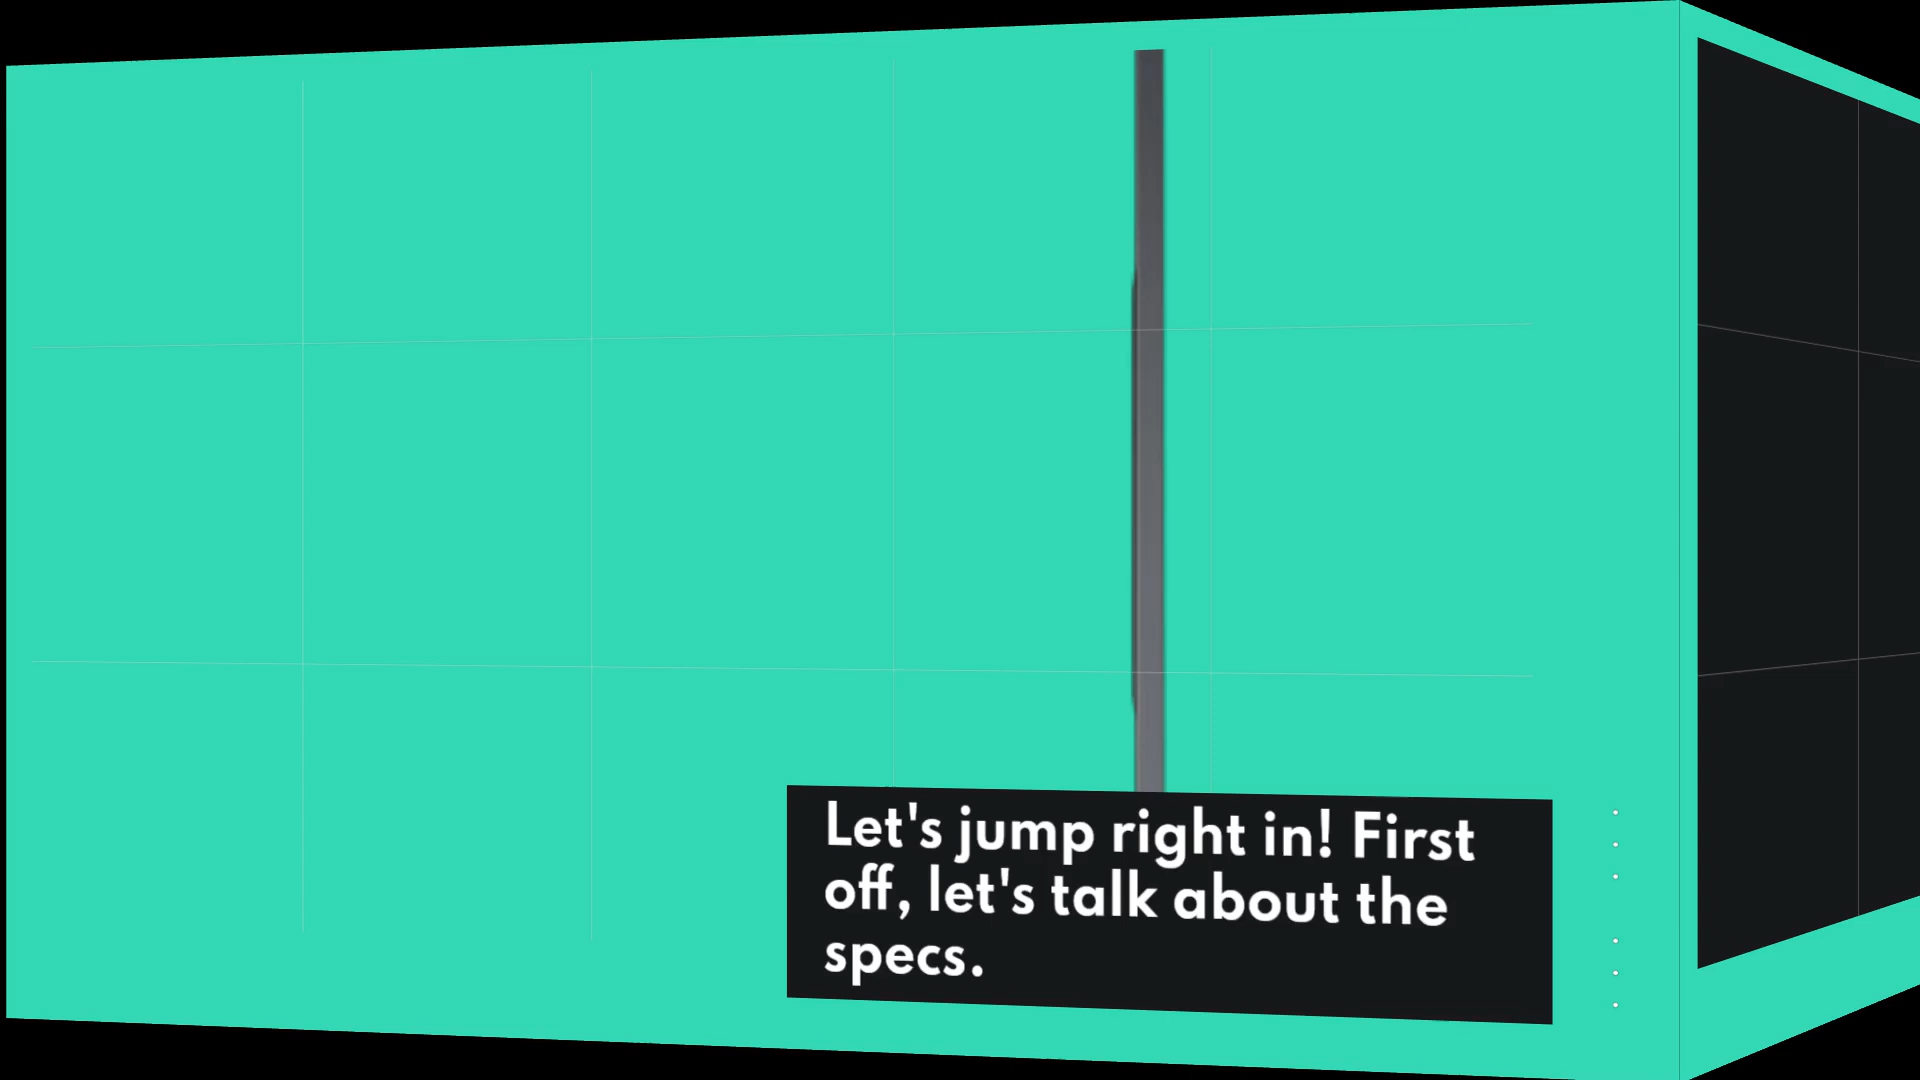 Let's jump right in! First
off, let's talk about the
specs.